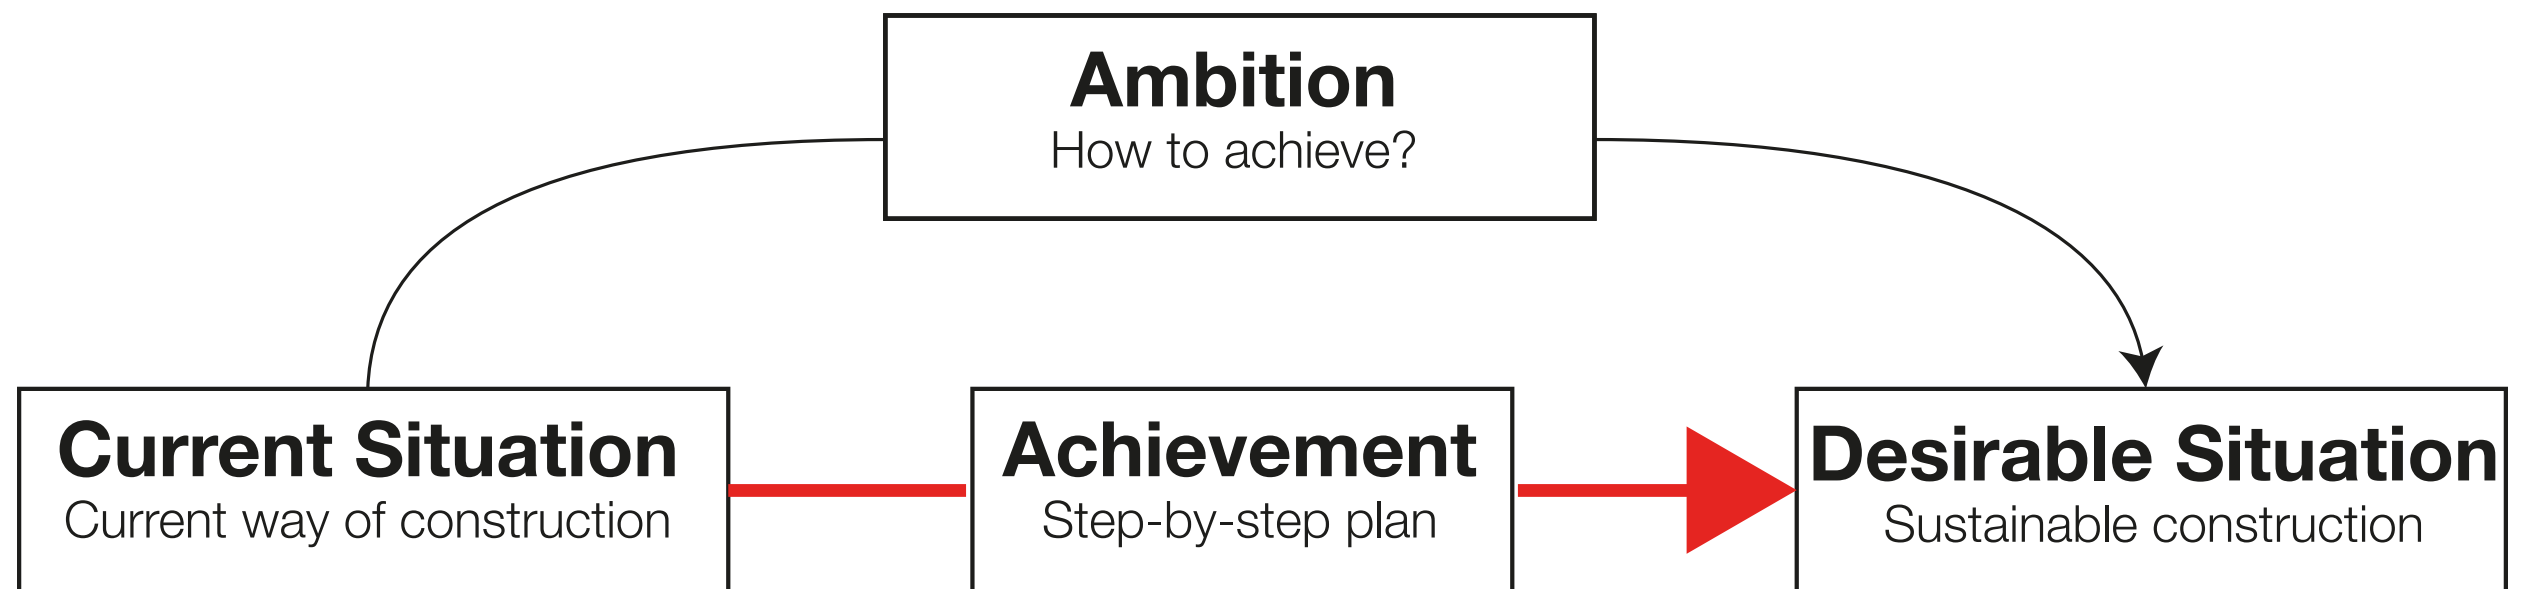 Ambition
How to achieve?
Current Situation
Current way of construction
Achievement
Step-by-step plan
Desirable Situation
Sustainable construction